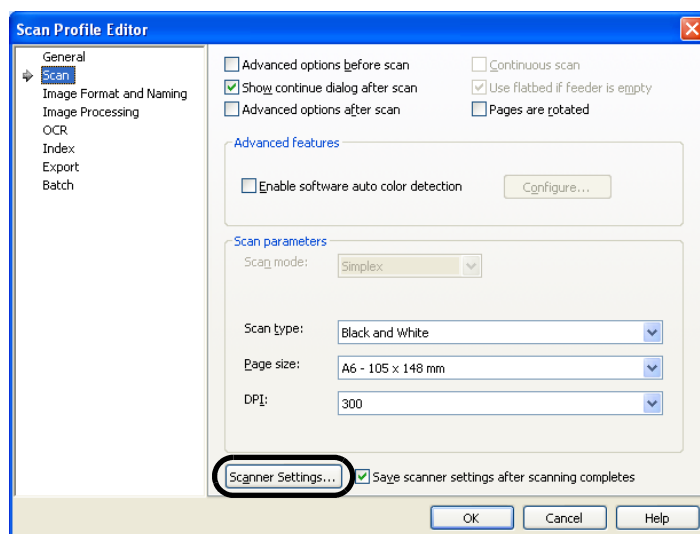 Scan Profile Editor
General
Scan
Image Format and Naming
Image Processing
OCR
Index
Export
Batch
Advanced options before scan
Continuous scan
Show continue dialog after scan
Use flatbed if feeder is empty
Advanced options after scan
Pages are rotated
Advanced features
Enable software auto color detection
Configure...
Scan parameters
Scan mode:
Simplex
Scan type:
Black and White
Page size:
A6 - 105 x 148 mm
DPI:
300
Scanner Settings...
Save scanner settings after scanning completes
OK
Cancel
Help